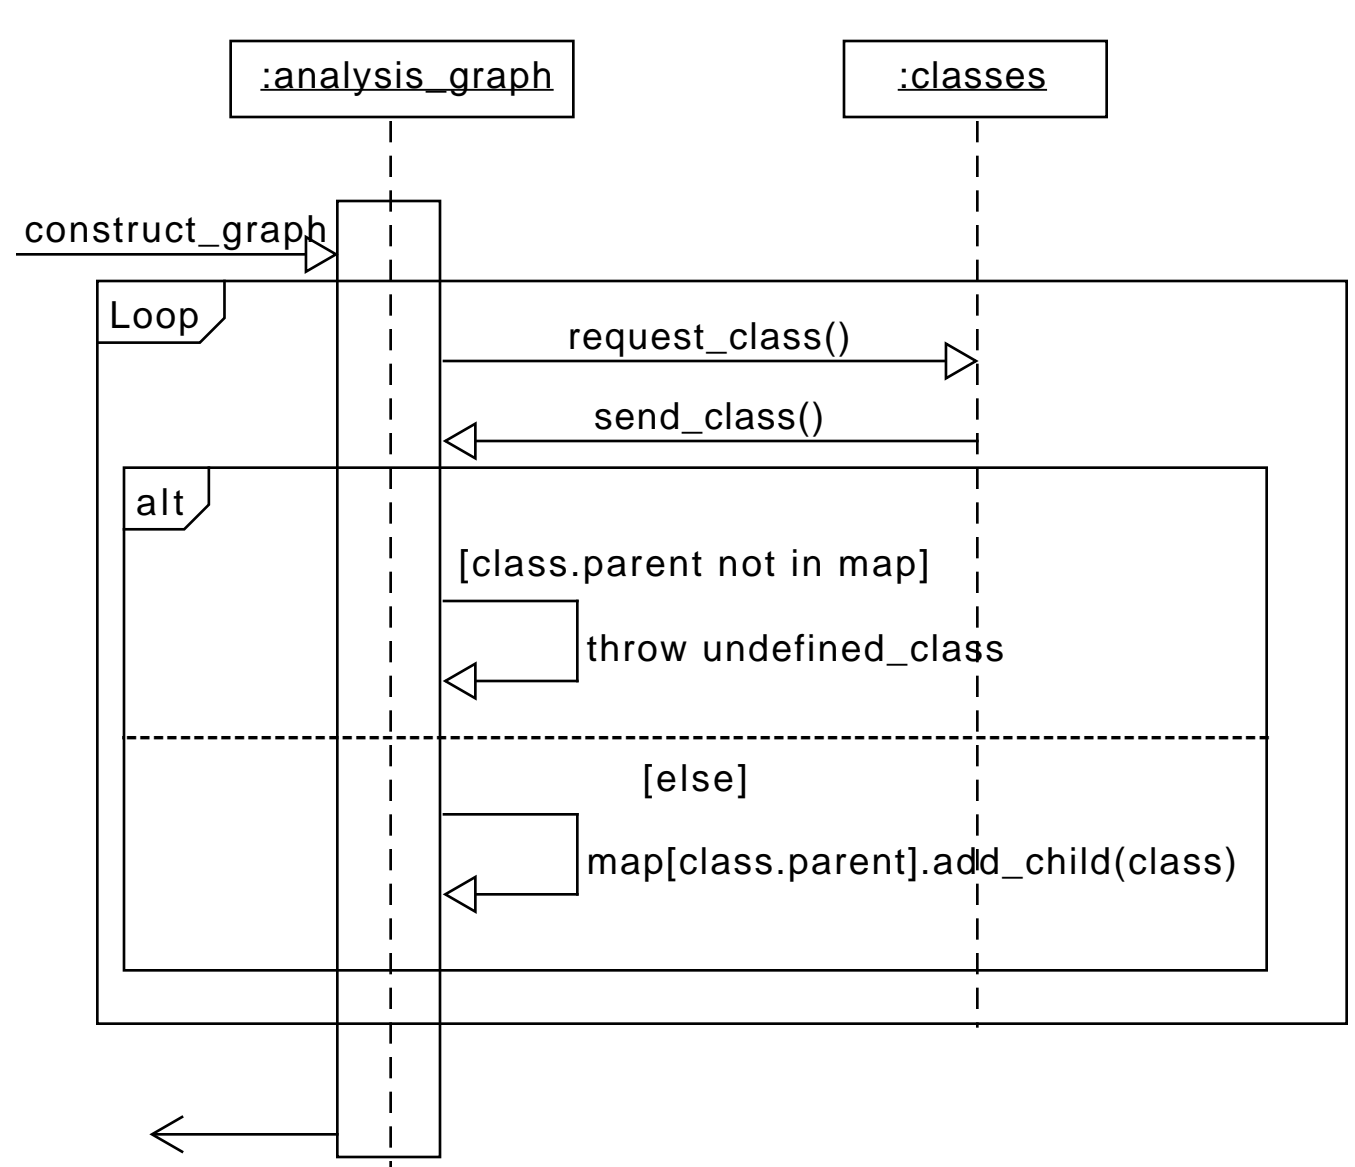 :analysis_graph
:classes
construct_graph
Loop
request_class()
send_class()
alt
[class.parent not in map]
throw undefined_class
[else]
map[class.parent].add_child(class)